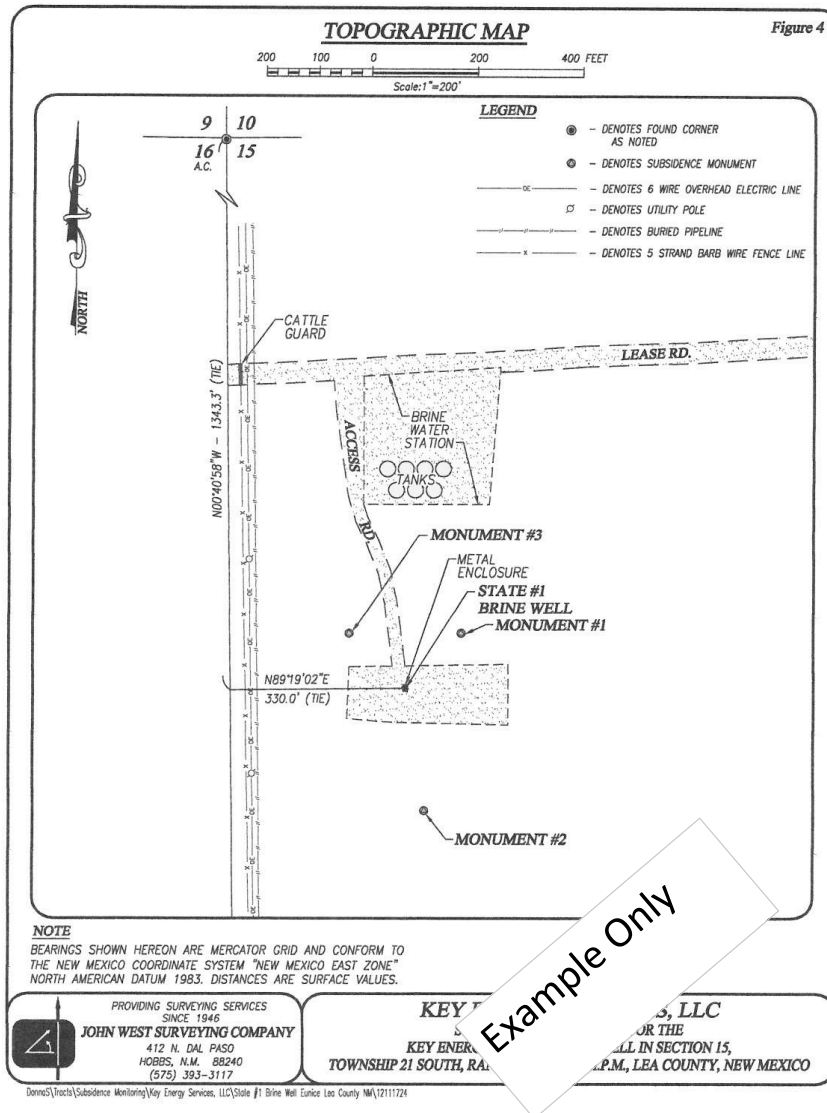 TOPOGRAPHIC MAP
Figure 4
200 100 0 200 400 FEET
Scale:1"=200'
LEGEND
- DENOTES FOUND CORNER
AS NOTED
- DENOTES SUBSIDENCE MONUMENT
OE - DENOTES 6 WIRE OVERHEAD ELECTRIC LINE
- DENOTES UTILITY POLE
- DENOTES BURIED PIPELINE
x - DENOTES 5 STRAND BARB WIRE FENCE LINE
9 10
16 15
A.C.
NORTH
CATTLE
GUARD
LEASE RD.
N00°40'58"W - 1343.3' (TIE)
ACCESS
RD.
BRINE
WATER
STATION
TANKS
MONUMENT #3
METAL
ENCLOSURE
STATE #1
BRINE WELL
MONUMENT #1
N89°19'02"E
330.0' (TIE)
MONUMENT #2
NOTE
BEARINGS SHOWN HEREON ARE MERCATOR GRID AND CONFORM TO
THE NEW MEXICO COORDINATE SYSTEM "NEW MEXICO EAST ZONE"
NORTH AMERICAN DATUM 1983. DISTANCES ARE SURFACE VALUES.
PROVIDING SURVEYING SERVICES
SINCE 1946
JOHN WEST SURVEYING COMPANY
412 N. DAL PASO
HOBBS, N.M. 88240
(575) 393-3117
KEY LLC
THE
KEY IN SECTION 15,
TOWNSHIP 21 SOUTH, LEA COUNTY, NEW MEXICO
Example Only
DonnaS\Tracts\Subsidence Monitoring\Key Energy Services, LLC\State #1 Brine Well Eunice Lea County NM\12111724